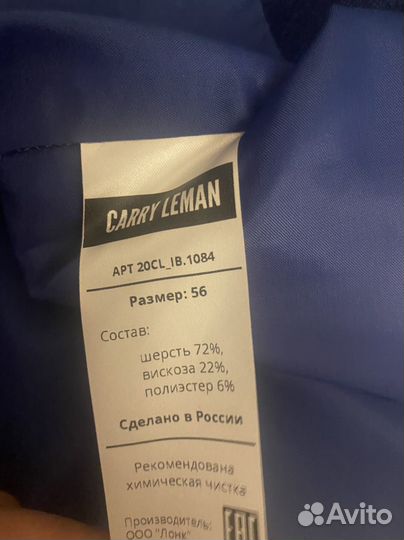 CARRY LEMAN
АРТ 20CL_IB.1084
Размер: 56
Состав:
шерсть 72%,
вискоза 22%,
полиэстер 6%
Сделано в России
Рекомендована
химическая чистка
Производитель:
ООО "Лонк"
EAC
Avito